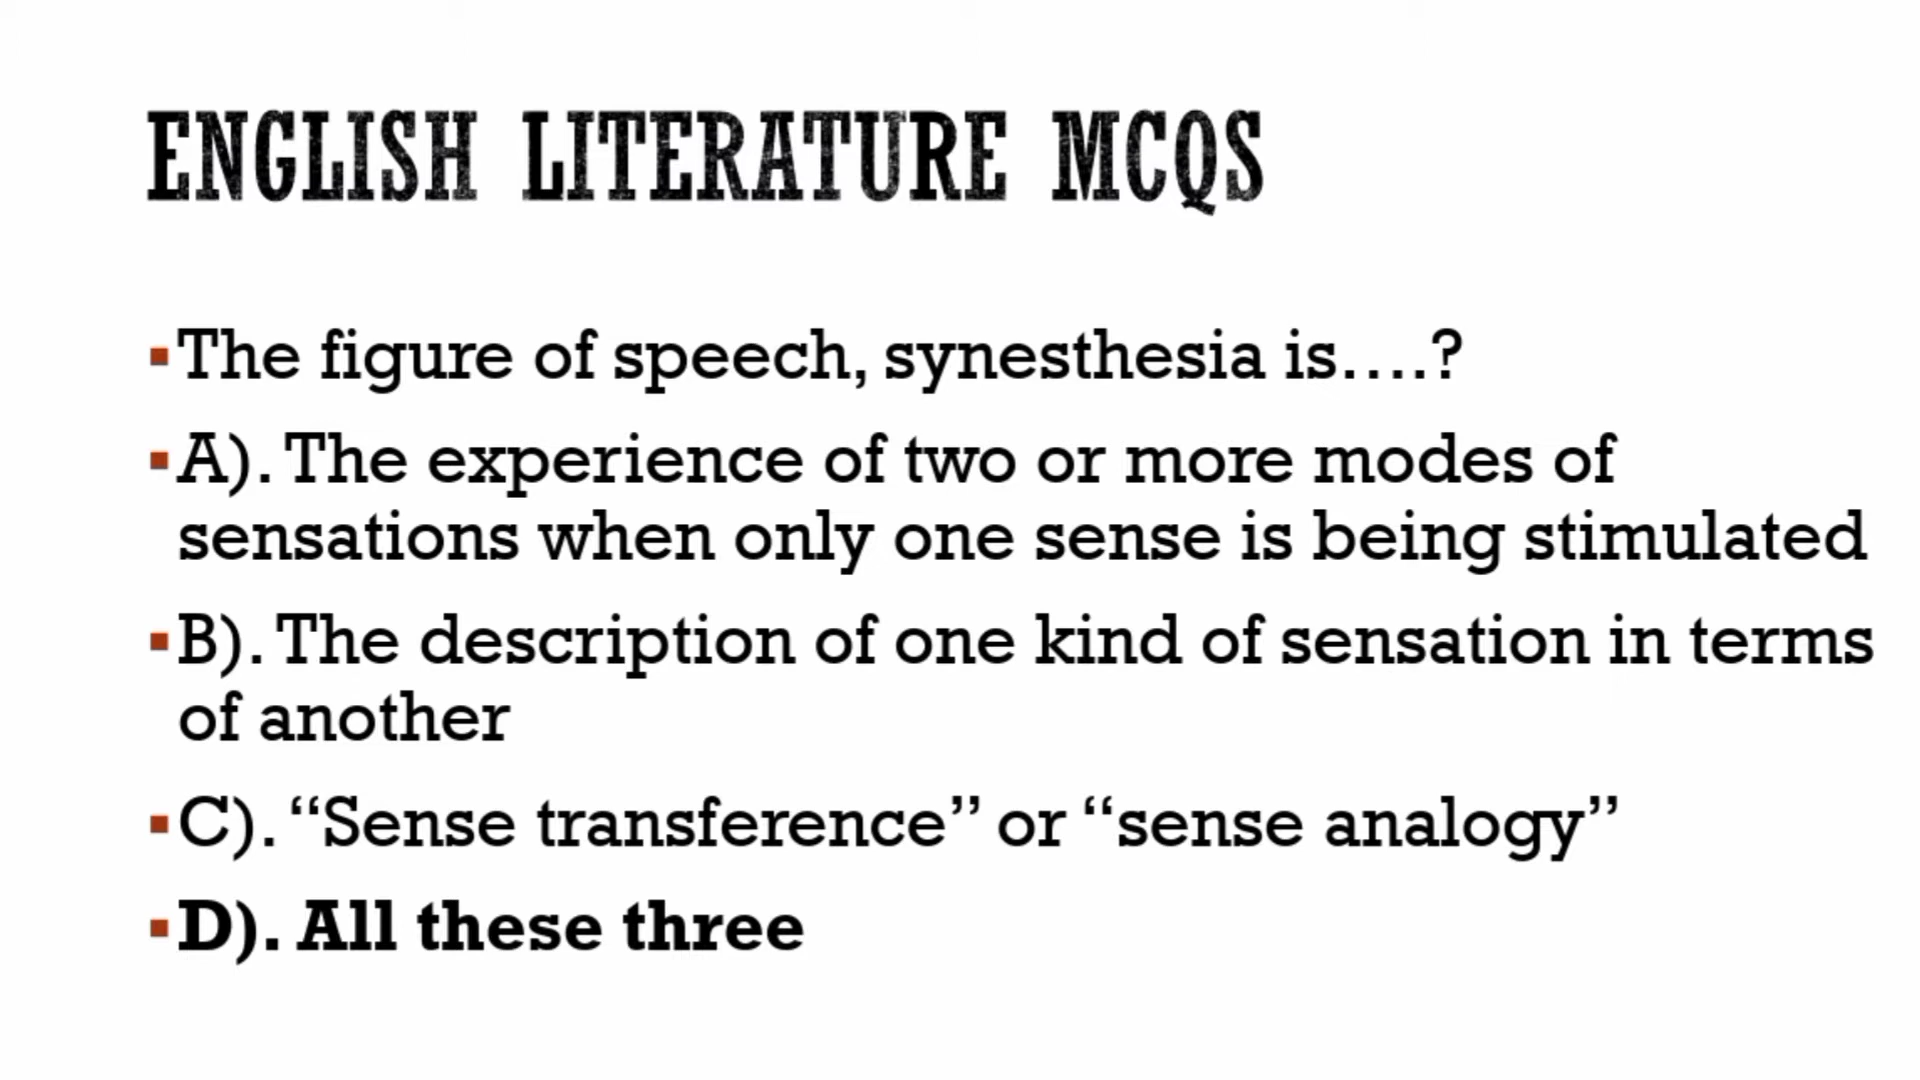 ENGLISH LITERATURE MCQS
▪The figure of speech, synesthesia is....?
▪A). The experience of two or more modes of
sensations when only one sense is being stimulated
▪B). The description of one kind of sensation in terms
of another
▪C). “Sense transference” or “sense analogy”
▪D). All these three